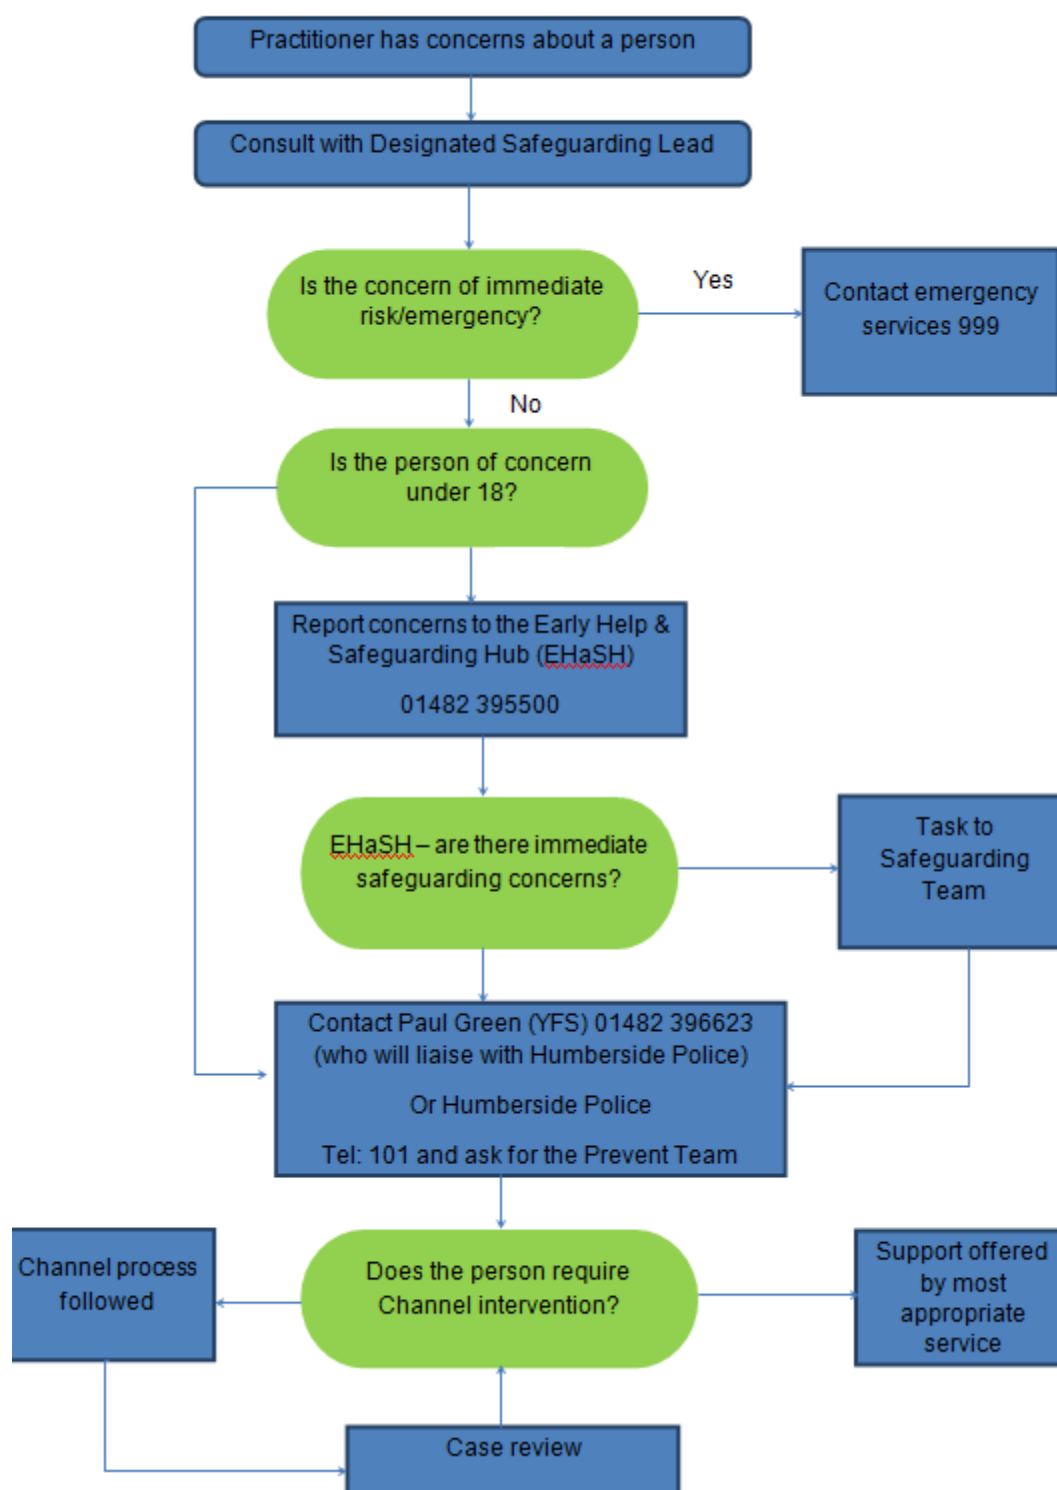 Practitioner has concerns about a person
Consult with Designated Safeguarding Lead
Is the concern of immediate
risk/emergency?
Yes
Contact emergency
services 999
No
Is the person of concern
under 18?
Report concerns to the Early Help &
Safeguarding Hub (EHaSH)
01482 395500
EHaSH – are there immediate
safeguarding concerns?
Task to
Safeguarding
Team
Contact Paul Green (YFS) 01482 396623
(who will liaise with Humberside Police)
Or Humberside Police
Tel: 101 and ask for the Prevent Team
Channel process
followed
Does the person require
Channel intervention?
Support offered
by most
appropriate
service
Case review